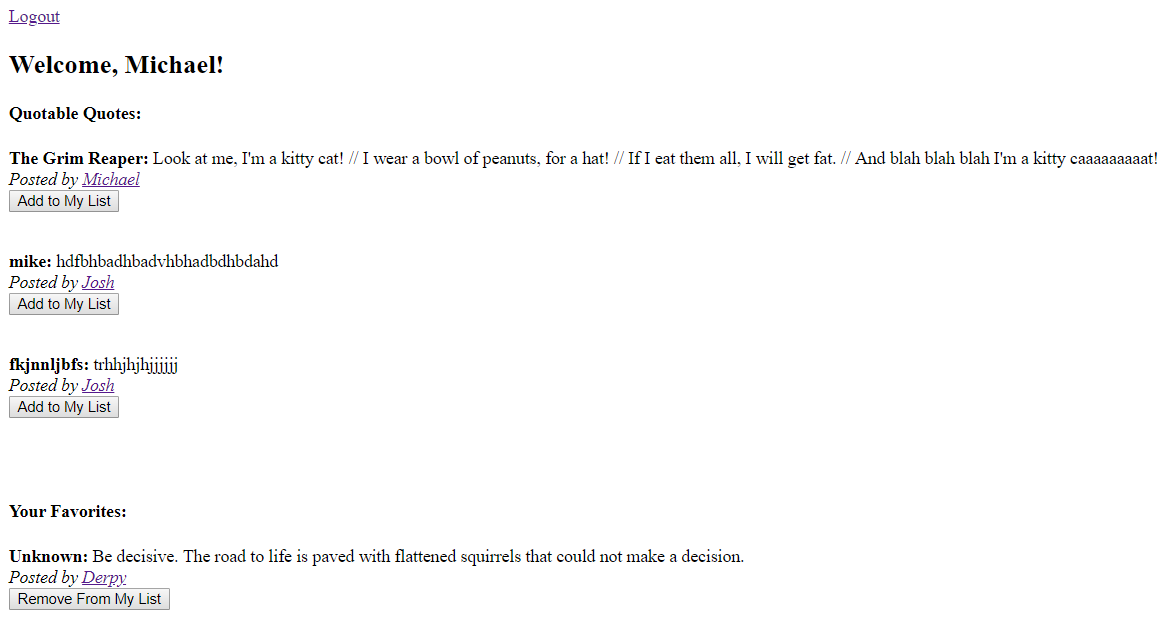 Logout
Welcome, Michael!
Quotable Quotes:
The Grim Reaper: Look at me, I'm a kitty cat! // I wear a bowl of peanuts, for a hat! // If I eat them all, I will get fat. // And blah blah blah I'm a kitty caaaaaaaaat!
Posted by Michael
Add to My List
mike: hdfbhbadhbadvhbhadbdhbdahd
Posted by Josh
Add to My List
fkjnnljbfs: trhhjhjhjjjjjj
Posted by Josh
Add to My List
Your Favorites:
Unknown: Be decisive. The road to life is paved with flattened squirrels that could not make a decision.
Posted by Derpy
Remove From My List